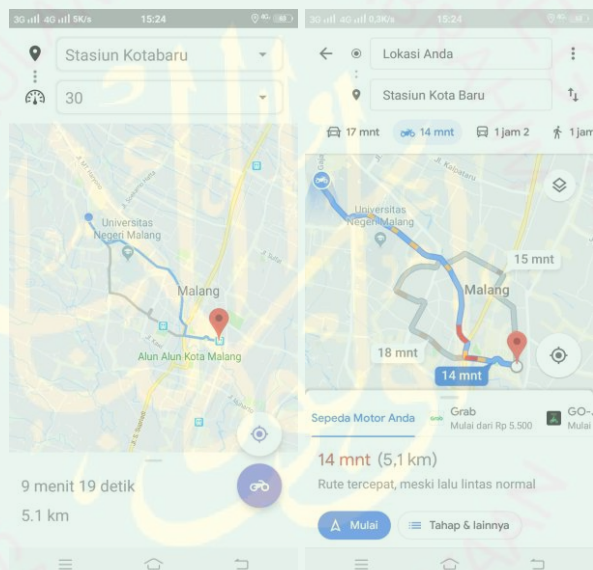 3G 4G 5K/s 15:24
Stasiun Kotabaru
30
Universitas
Negeri Malang
Malang
Alun Alun Kota Malang
9 menit 19 detik
5.1 km
3G 4G 0,3K/s 15:24
Lokasi Anda
Stasiun Kota Baru
17 mnt 14 mnt 1 jam 2 1 jam
Jl. Kalpataru
Universitas
Negeri Malang
15 mnt
Malang
18 mnt
14 mnt
Sepeda Motor Anda
Grab
Mulai dari Rp 5.500
GO-
Mulai
14 mnt (5,1 km)
Rute tercepat, meski lalu lintas normal
Mulai
Tahap & lainnya